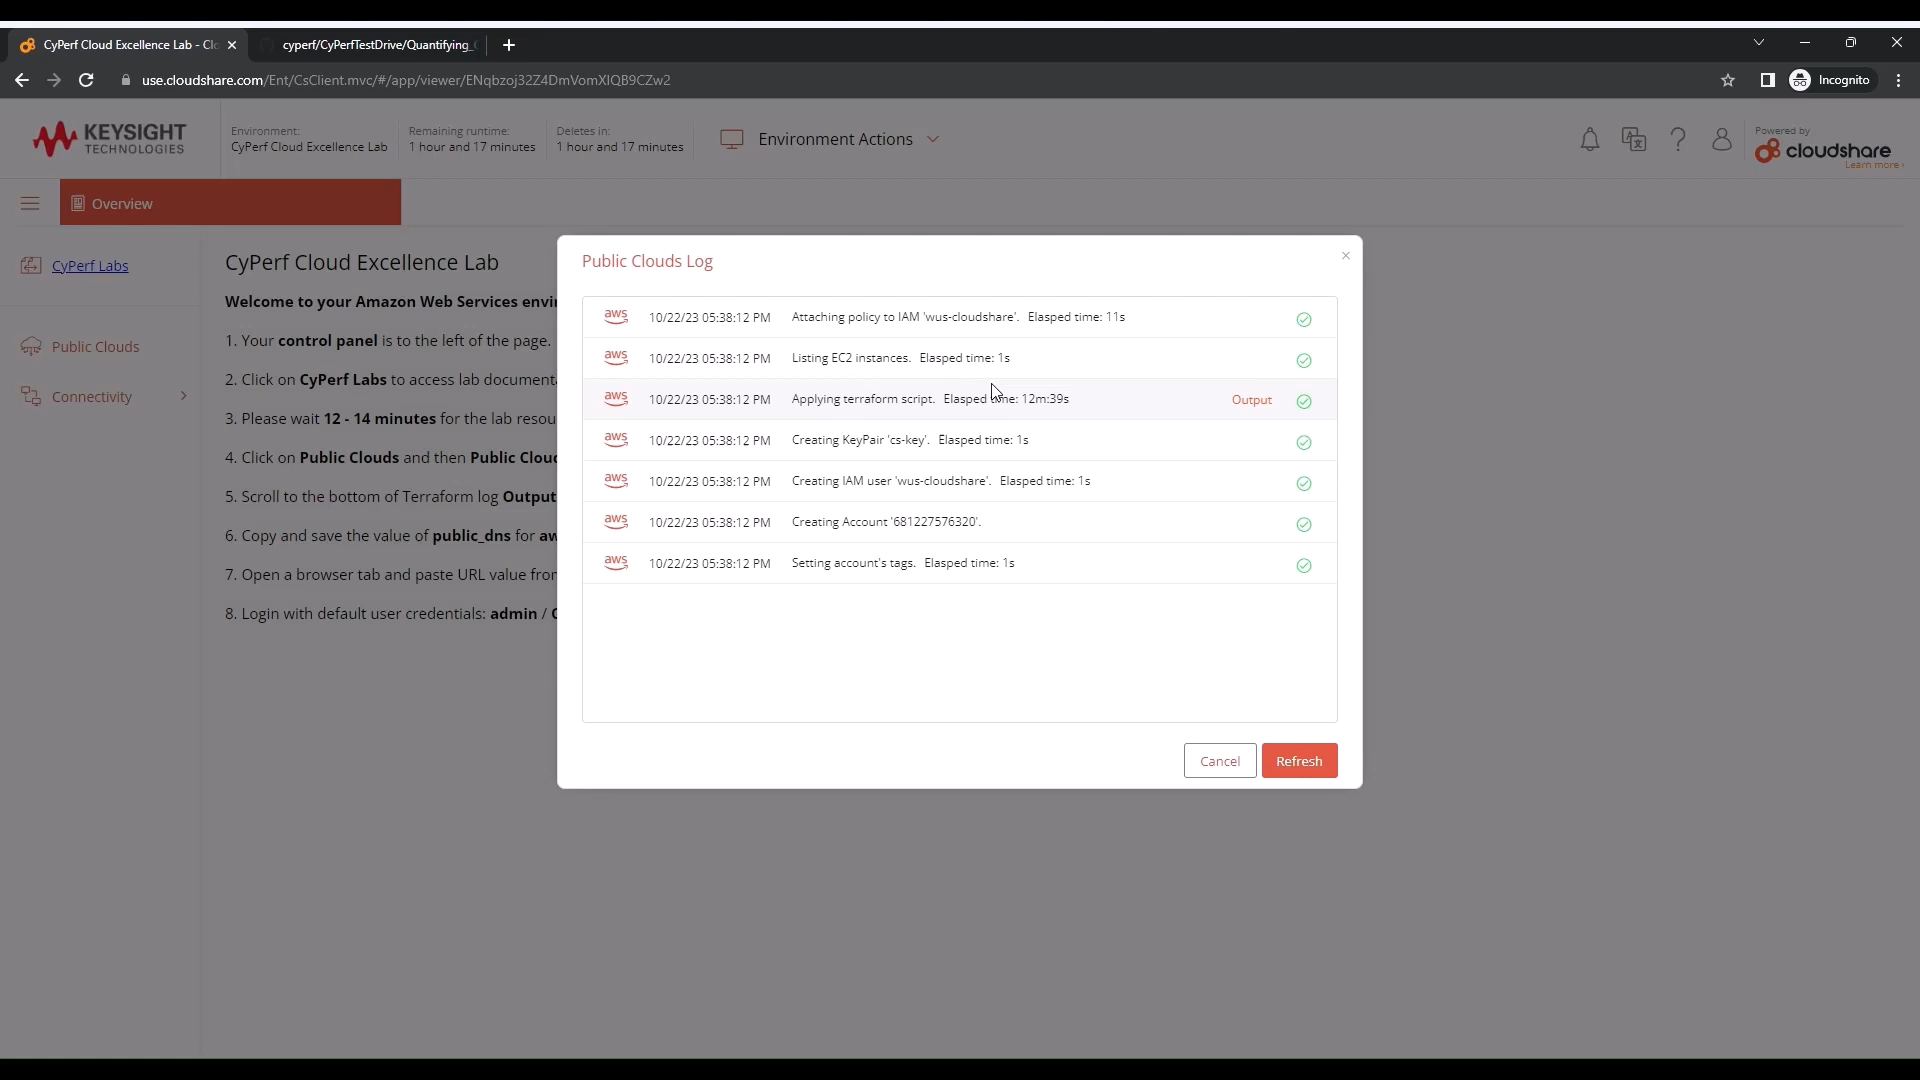 CyPerf Cloud Excellence Lab - Clo
cyperf/CyPerfTestDrive/Quantifying_
use.cloudshare.com/Ent/CsClient.mvc/#/app/viewer/ENqbzoj32Z4DmVomXIQB9CZw2
Incognito
KEYSIGHT
TECHNOLOGIES
Environment:
CyPerf Cloud Excellence Lab
Remaining runtime:
1 hour and 17 minutes
Deletes in:
1 hour and 17 minutes
Environment Actions
Powered by
cloudshare
Learn more ›
Overview
CyPerf Labs
Public Clouds
Connectivity
CyPerf Cloud Excellence Lab
Welcome to your Amazon Web Services envi
1. Your control panel is to the left of the page.
2. Click on CyPerf Labs to access lab documenta
3. Please wait 12 - 14 minutes for the lab resou
4. Click on Public Clouds and then Public Clou
5. Scroll to the bottom of Terraform log Output
6. Copy and save the value of public_dns for aw
7. Open a browser tab and paste URL value fror
8. Login with default user credentials: admin / C
Public Clouds Log
aws 10/22/23 05:38:12 PM Attaching policy to IAM 'wus-cloudshare'. Elasped time: 11s
aws 10/22/23 05:38:12 PM Listing EC2 instances. Elasped time: 1s
aws 10/22/23 05:38:12 PM Applying terraform script. Elasped time: 12m:39s Output
aws 10/22/23 05:38:12 PM Creating KeyPair 'cs-key'. Elasped time: 1s
aws 10/22/23 05:38:12 PM Creating IAM user 'wus-cloudshare'. Elasped time: 1s
aws 10/22/23 05:38:12 PM Creating Account '681227576320'.
aws 10/22/23 05:38:12 PM Setting account's tags. Elasped time: 1s
Cancel
Refresh